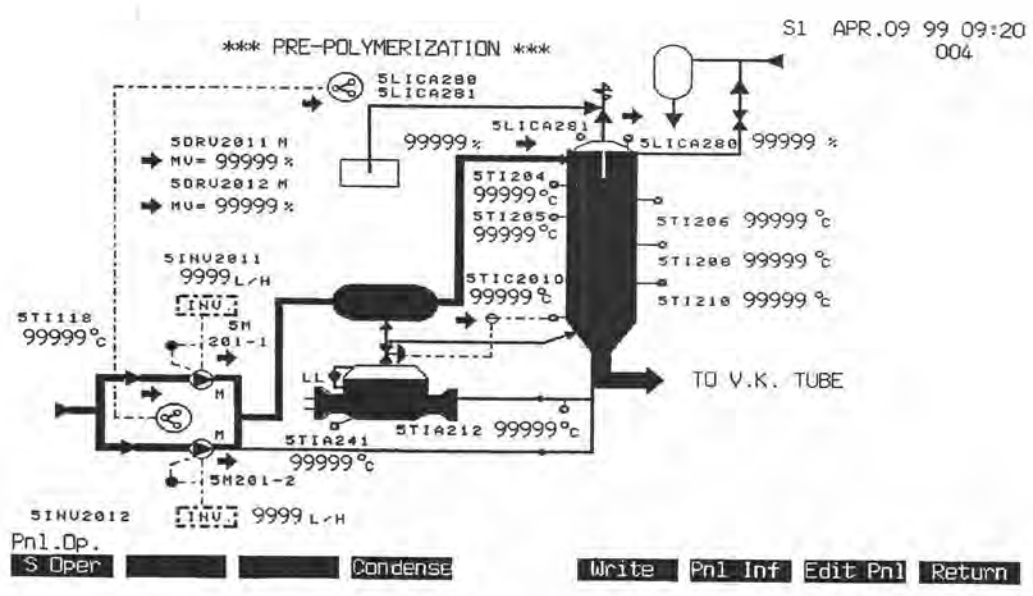 S1 APR.09 99 09:20
004
*** PRE-POLYMERIZATION ***
5LICA280
5LICA281
5DRV2011 M
MV= 99999 %
5DRV2012 M
MV= 99999 %
99999 %
5LICA281
5LICA280 99999 %
5TI204
99999 °C
5TI205
99999 °C
5TI206 99999 °C
5TI208 99999 °C
5TI210 99999 °C
5TIC2010
99999 °C
5INV2011
9999 L/H
INV.
5TI118
99999 °C
5M
201-1
M
LL
TO V.K. TUBE
M
5TIA212 99999 °C
5TIA241
99999 °C
5M201-2
5INV2012 INV. 9999 L/H
Pnl.Op.
S Oper Condense Write Pnl Inf Edit Pnl Return